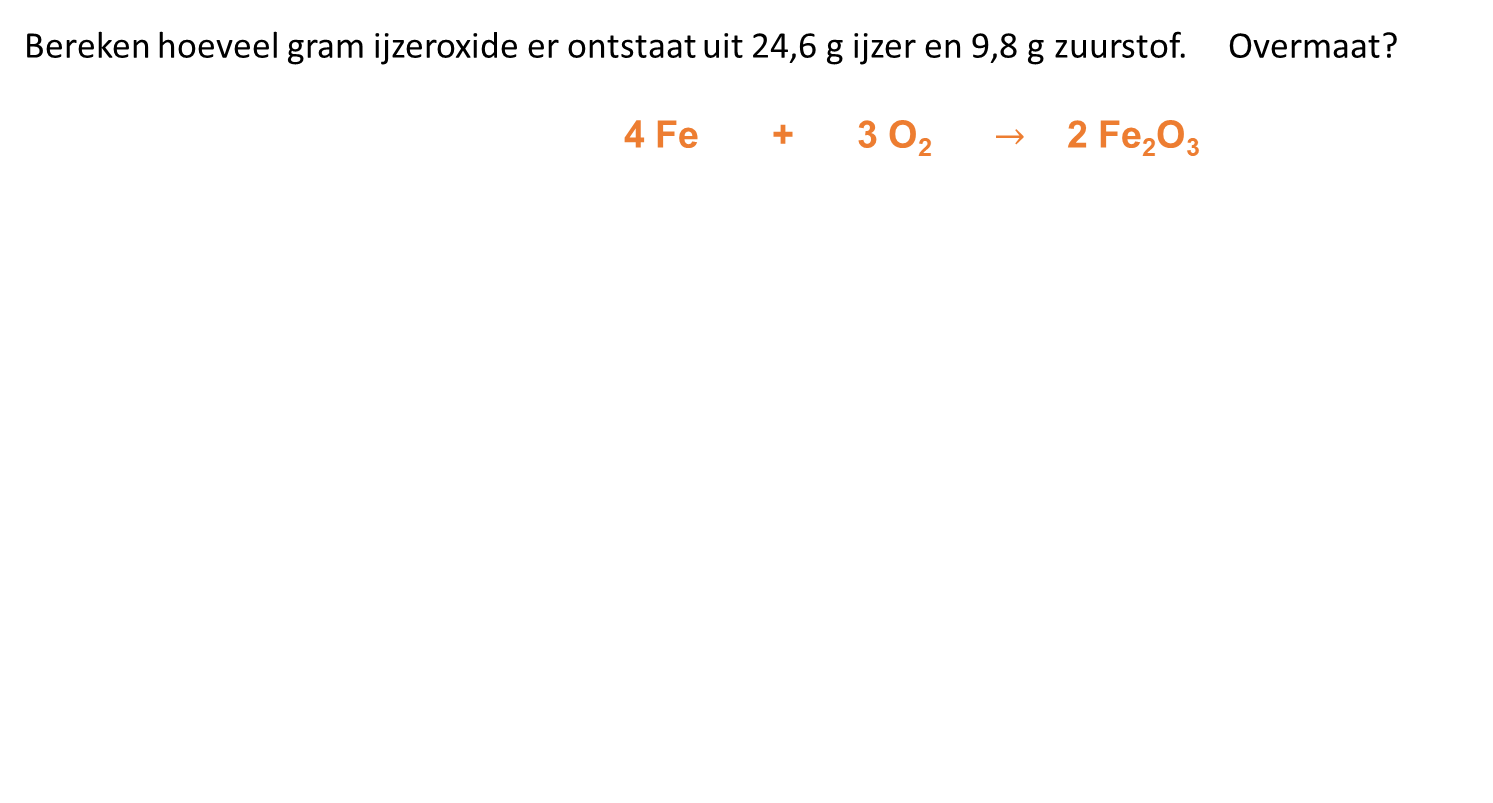 Bereken hoeveel gram ijzeroxide er ontstaat uit 24,6 g ijzer en 9,8 g zuurstof. Overmaat?
4 Fe + 3 O₂ → 2 Fe₂O₃